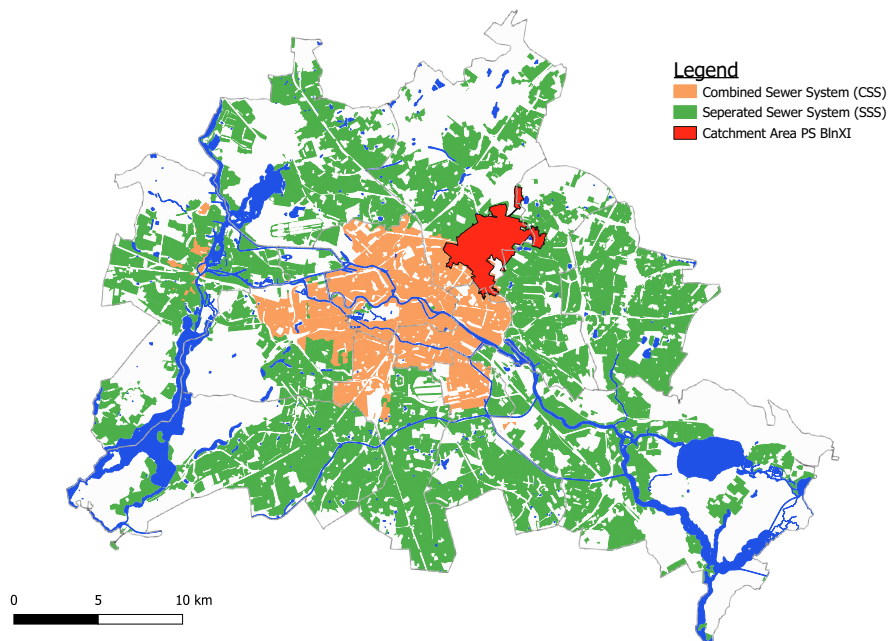 Legend
Combined Sewer System (CSS)
Seperated Sewer System (SSS)
Catchment Area PS BlnXI
0 5 10 km